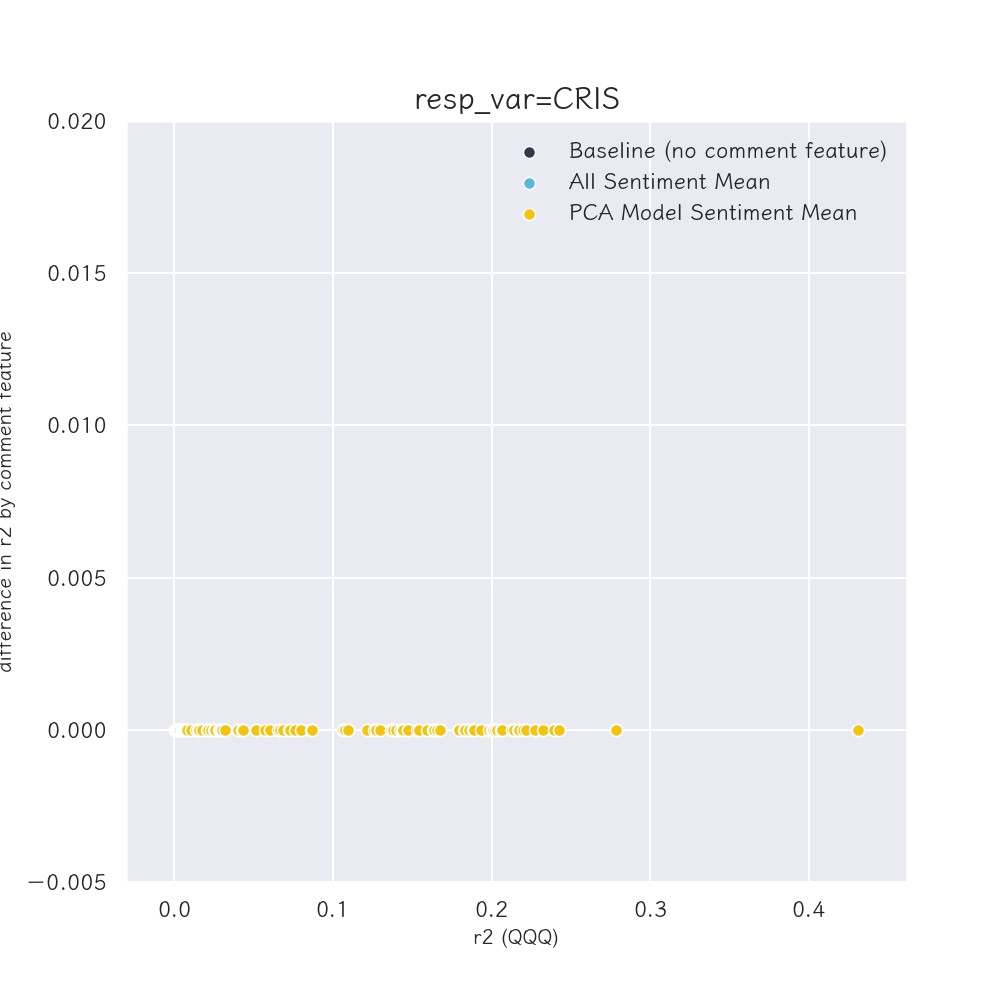 resp_var=CRIS
0.020
0.015
0.010
0.005
0.000
−0.005
difference in r2 by comment feature
Baseline (no comment feature)
All Sentiment Mean
PCA Model Sentiment Mean
0.0 0.1 0.2 0.3 0.4
r2 (QQQ)